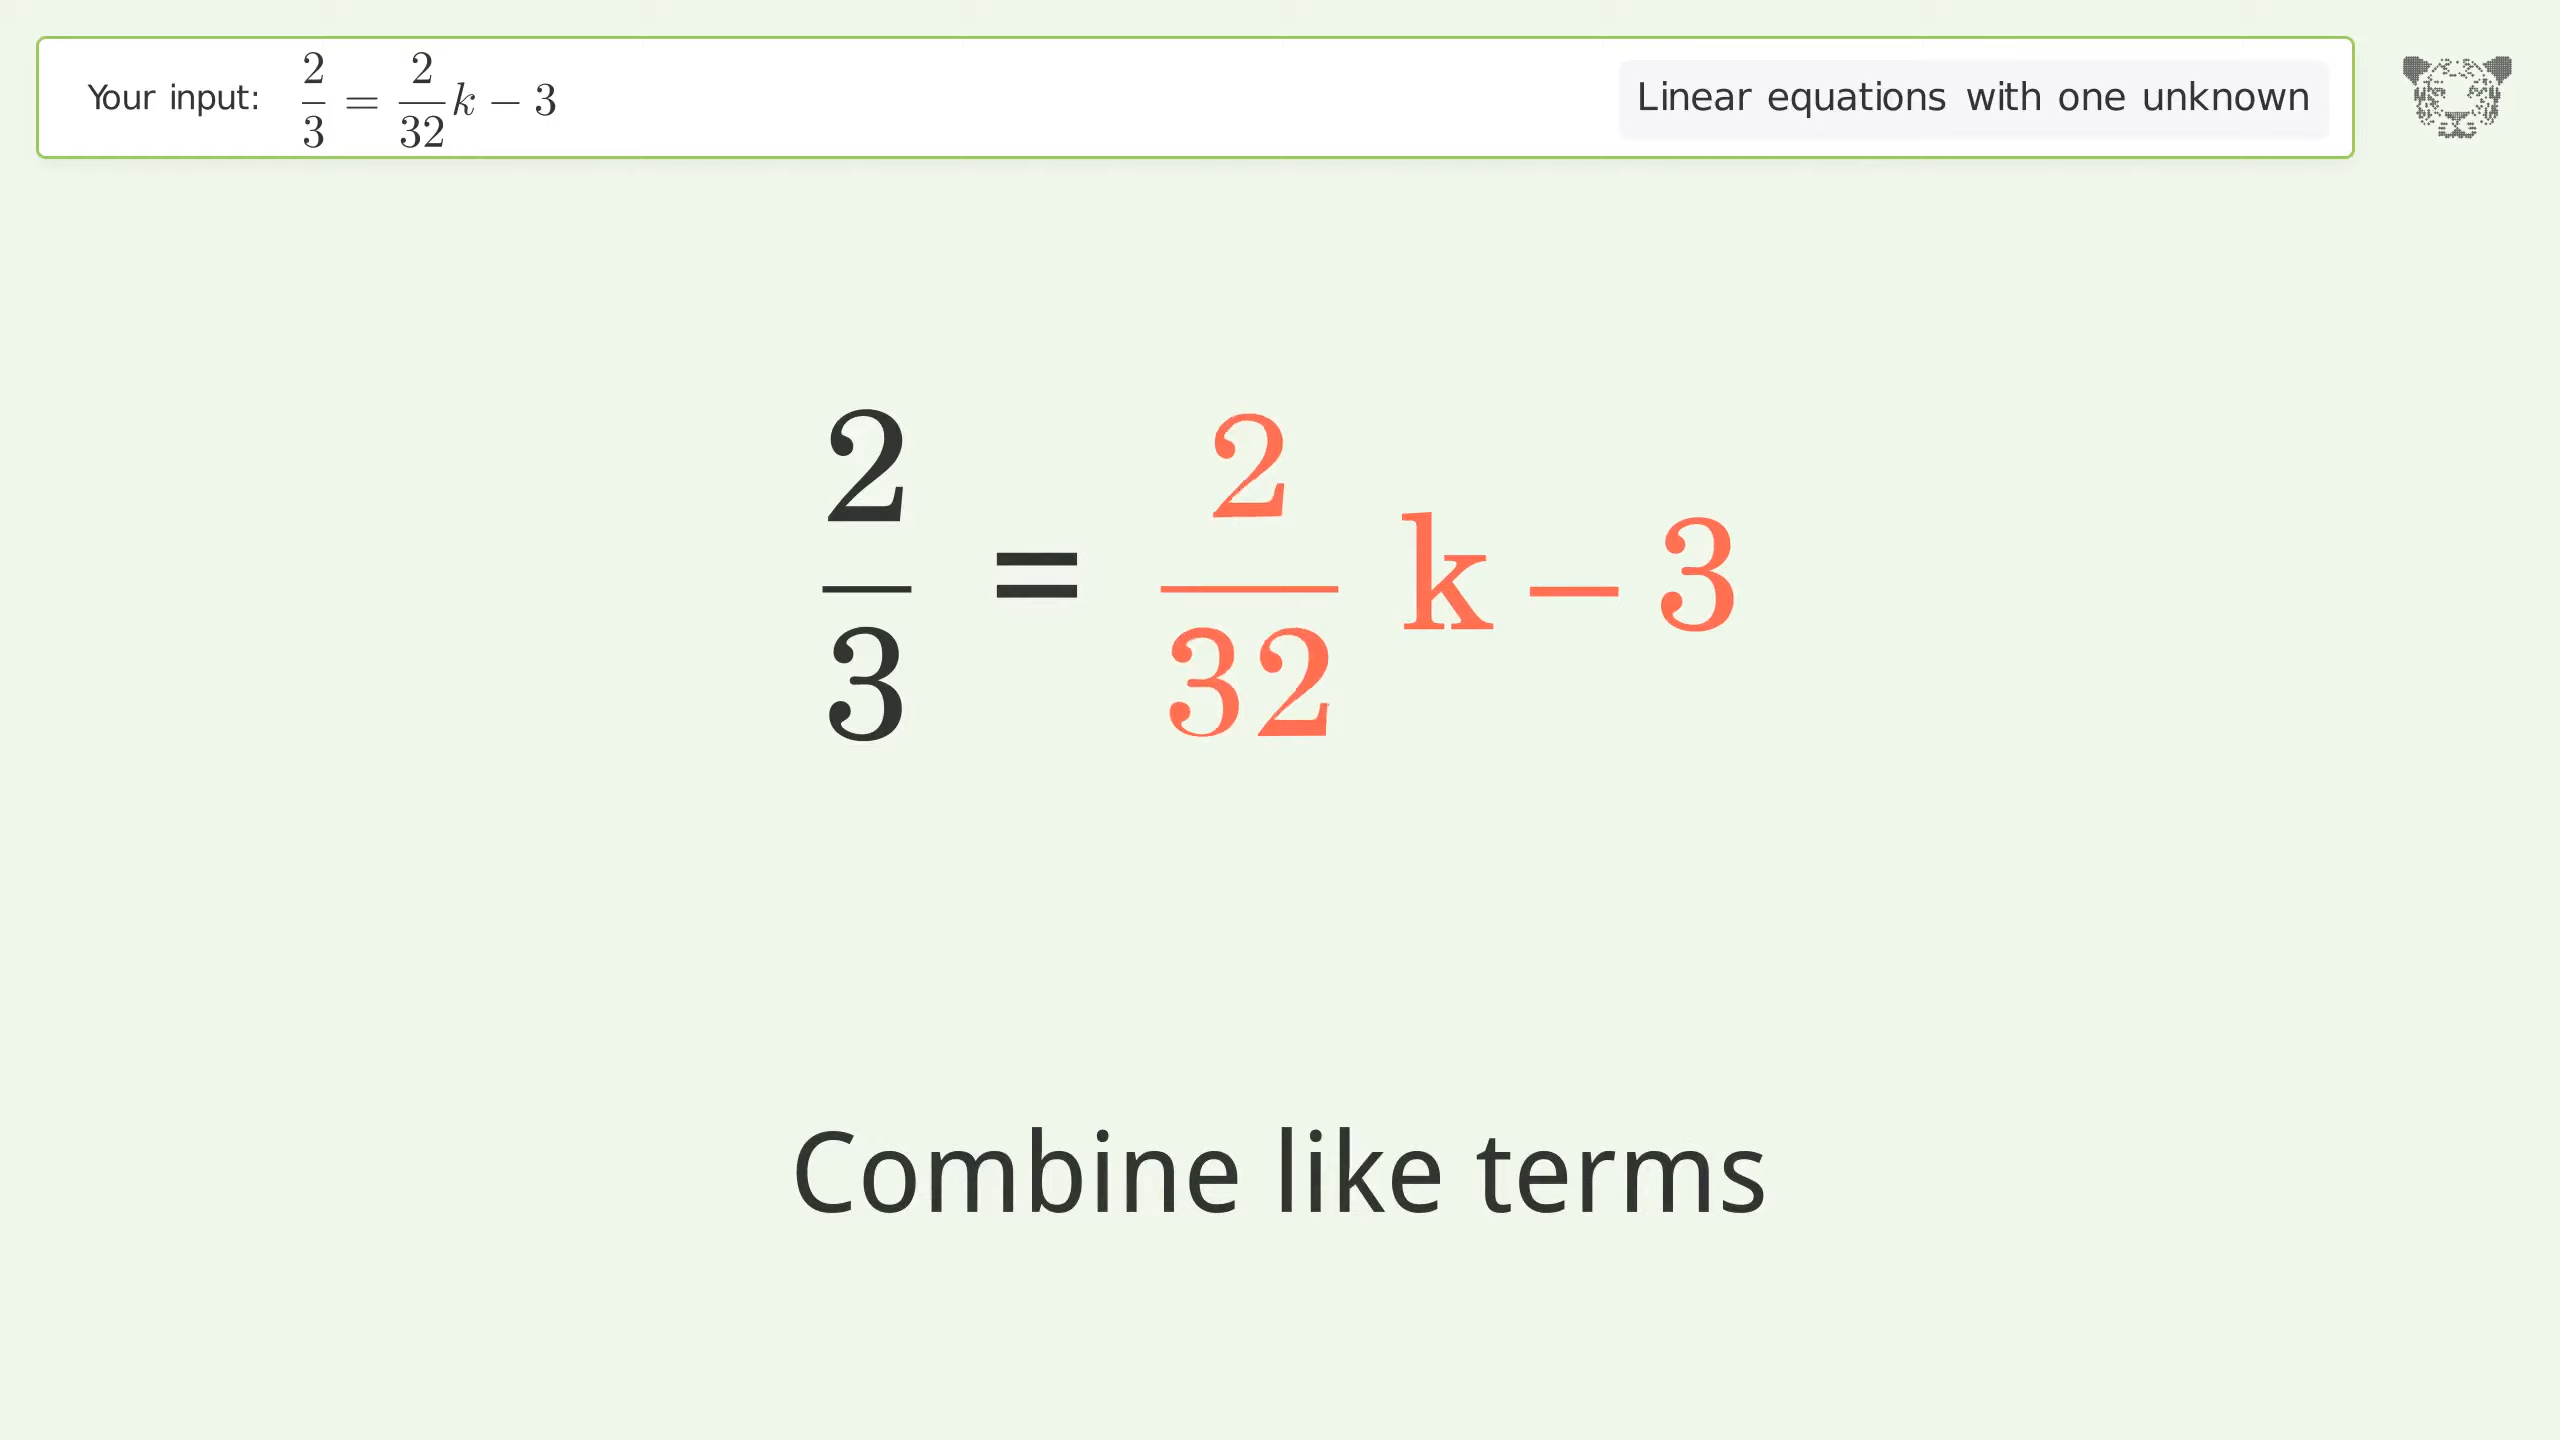 Your input: 2/3 = 2/32 k − 3
Linear equations with one unknown
2/3 = 2/32 k − 3
Combine like terms